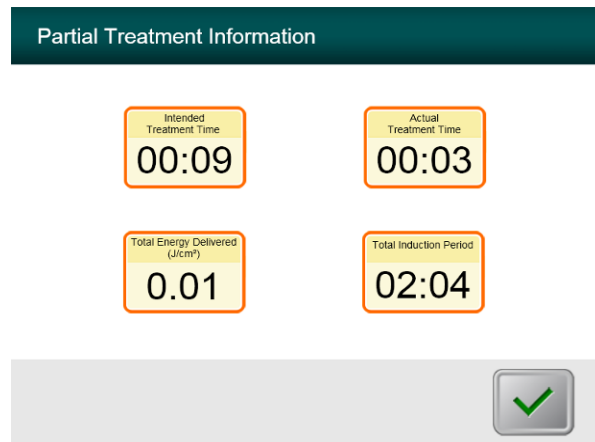 Partial Treatment Information
Intended
Treatment Time
00:09
Actual
Treatment Time
00:03
Total Energy Delivered
(J/cm²)
0.01
Total Induction Period
02:04